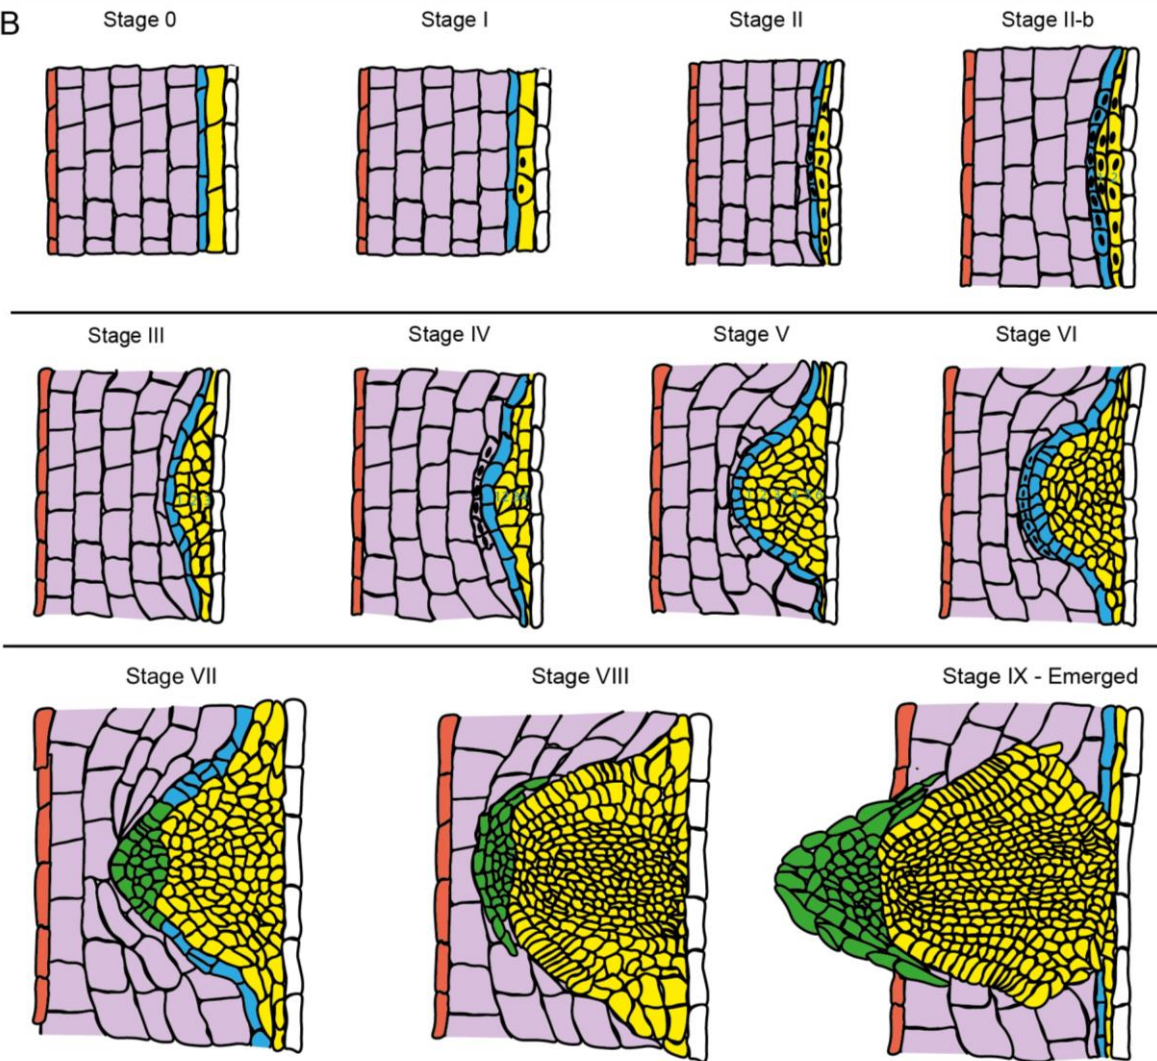 B
Stage 0
Stage I
Stage II
Stage II-b
Stage III
Stage IV
Stage V
Stage VI
Stage VII
Stage VIII
Stage IX - Emerged